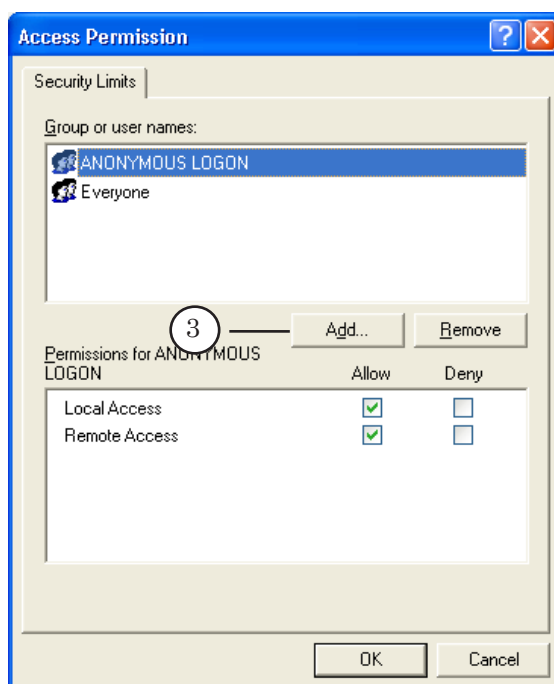 Access Permission
Security Limits
Group or user names:
ANONYMOUS LOGON
Everyone
3
Add...
Remove
Permissions for ANONYMOUS
LOGON
Allow
Deny
Local Access
Remote Access
OK
Cancel